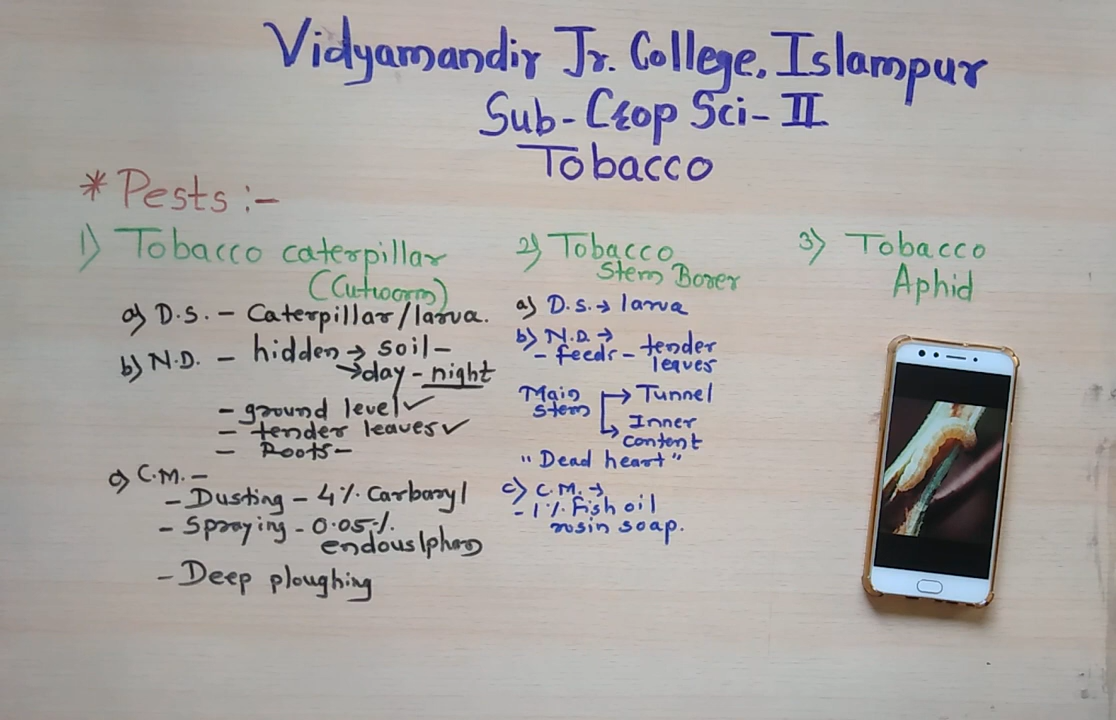 Vidyamandir Jr. College, Islampur
Sub-Crop Sci-II
Tobacco
* Pests :-
1) Tobacco caterpillar
(Cutworm)
a) D.S. - Caterpillar/larva.
b) N.D. - hidden → soil -
→ day - night
- ground level ✓
- tender leaves ✓
- Roots -
c) C.M. -
- Dusting - 4%. Carbaryl
- Spraying - 0.05%.
endouslphan
- Deep ploughing
2) Tobacco
Stem Borer
a) D.S. → larva
b) N.D →
- feeds - tender
leaves
Main → Tunnel
stem
→ Inner
content
"Dead heart"
c) C.M. →
- 1%. Fish oil
rosin soap.
3) Tobacco
Aphid